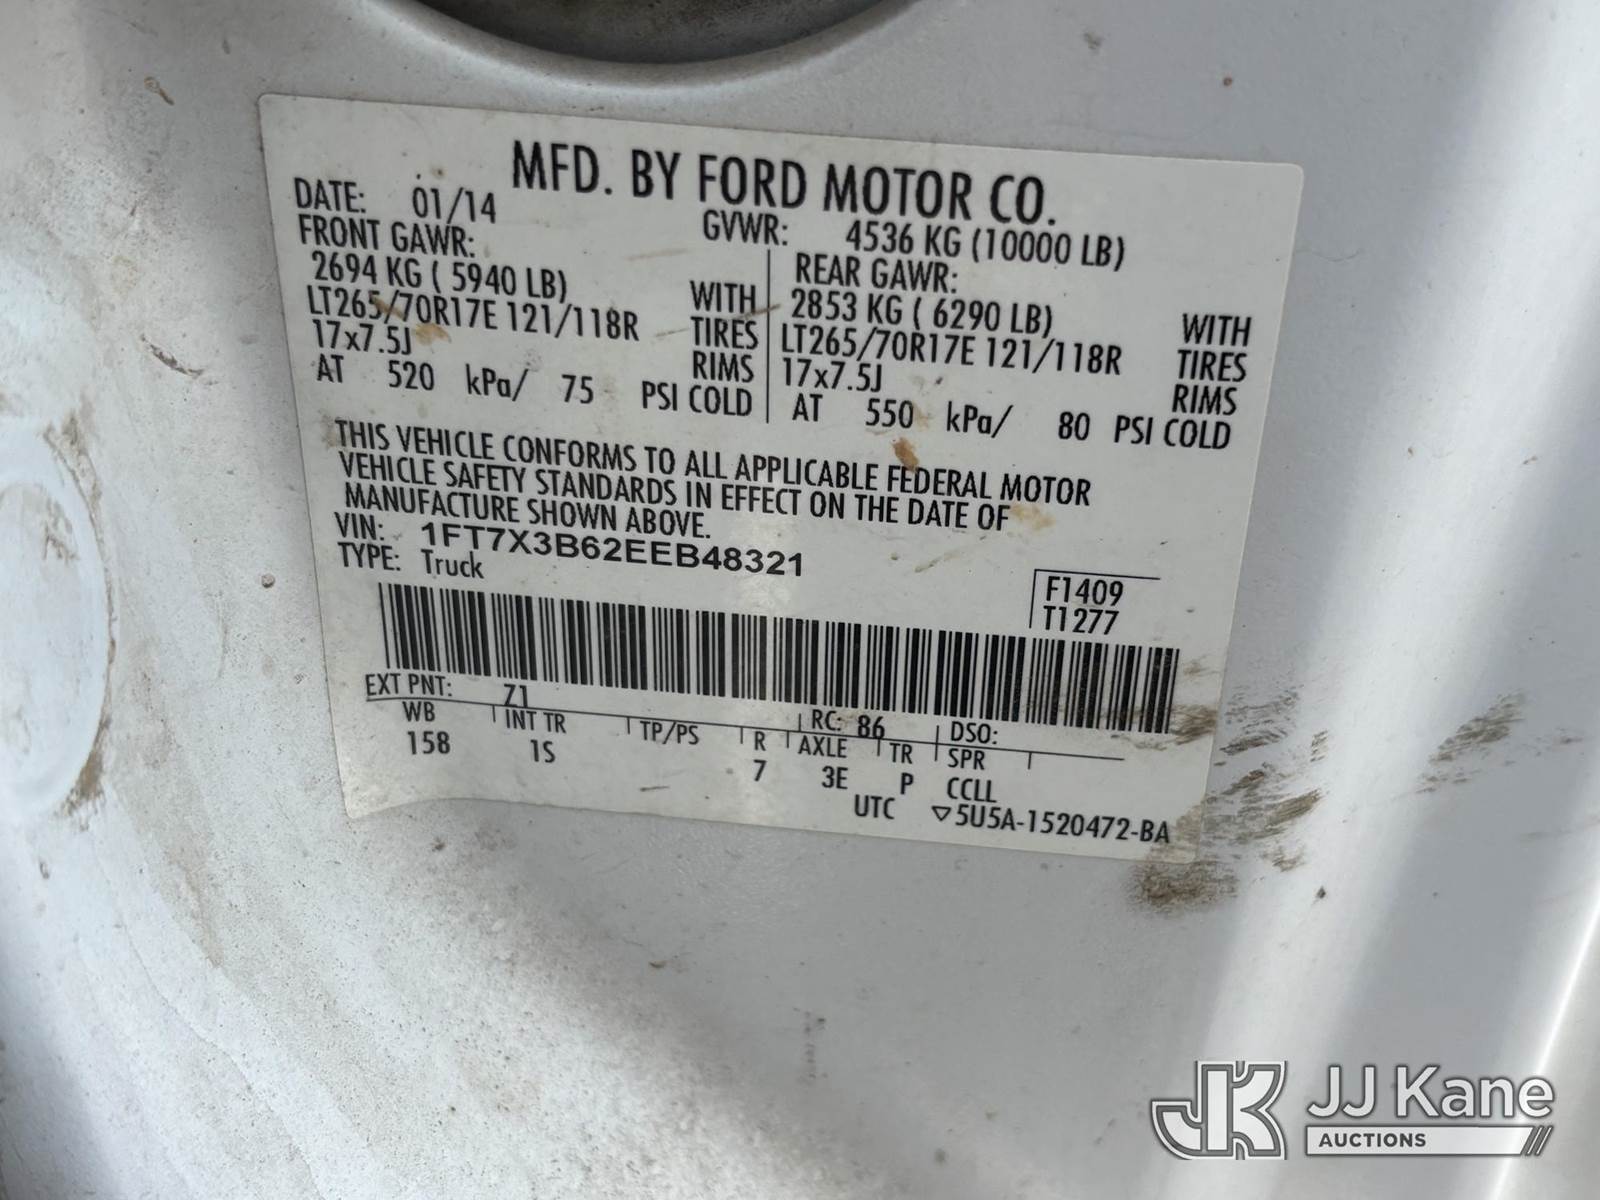 MFD. BY FORD MOTOR CO.
DATE: 01/14 GVWR: 4536 KG (10000 LB)
FRONT GAWR: REAR GAWR:
2694 KG ( 5940 LB) WITH 2853 KG ( 6290 LB) WITH
LT265/70R17E 121/118R TIRES LT265/70R17E 121/118R TIRES
17x7.5J RIMS 17x7.5J RIMS
AT 520 kPa/ 75 PSI COLD AT 550 kPa/ 80 PSI COLD
THIS VEHICLE CONFORMS TO ALL APPLICABLE FEDERAL MOTOR
VEHICLE SAFETY STANDARDS IN EFFECT ON THE DATE OF
MANUFACTURE SHOWN ABOVE.
VIN: 1FT7X3B62EEB48321
TYPE: Truck
F1409
T1277
EXT PNT: Z1 RC: 86 DSO:
WB INT TR TP/PS R AXLE TR SPR
158 1S 7 3E P CCLL
UTC ▽5U5A-1520472-BA
JK JJ Kane
AUCTIONS